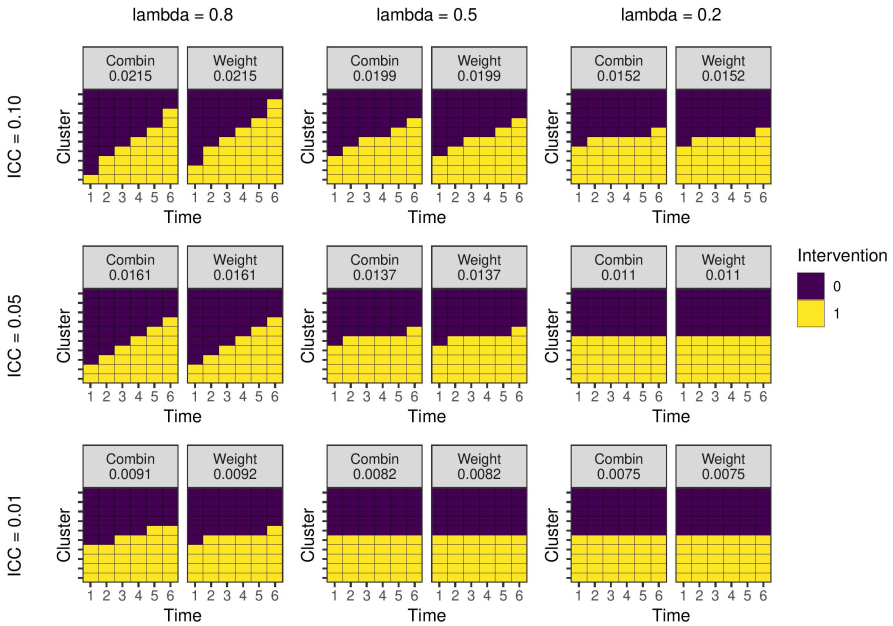 lambda = 0.8
lambda = 0.5
lambda = 0.2
ICC = 0.10
Cluster
Combin
0.0215
Weight
0.0215
1 2 3 4 5 6
1 2 3 4 5 6
Time
Cluster
Combin
0.0199
Weight
0.0199
1 2 3 4 5 6
1 2 3 4 5 6
Time
Cluster
Combin
0.0152
Weight
0.0152
1 2 3 4 5 6
1 2 3 4 5 6
Time
ICC = 0.05
Cluster
Combin
0.0161
Weight
0.0161
1 2 3 4 5 6
1 2 3 4 5 6
Time
Cluster
Combin
0.0137
Weight
0.0137
1 2 3 4 5 6
1 2 3 4 5 6
Time
Cluster
Combin
0.011
Weight
0.011
1 2 3 4 5 6
1 2 3 4 5 6
Time
ICC = 0.01
Cluster
Combin
0.0091
Weight
0.0092
1 2 3 4 5 6
1 2 3 4 5 6
Time
Cluster
Combin
0.0082
Weight
0.0082
1 2 3 4 5 6
1 2 3 4 5 6
Time
Cluster
Combin
0.0075
Weight
0.0075
1 2 3 4 5 6
1 2 3 4 5 6
Time
Intervention
0
1